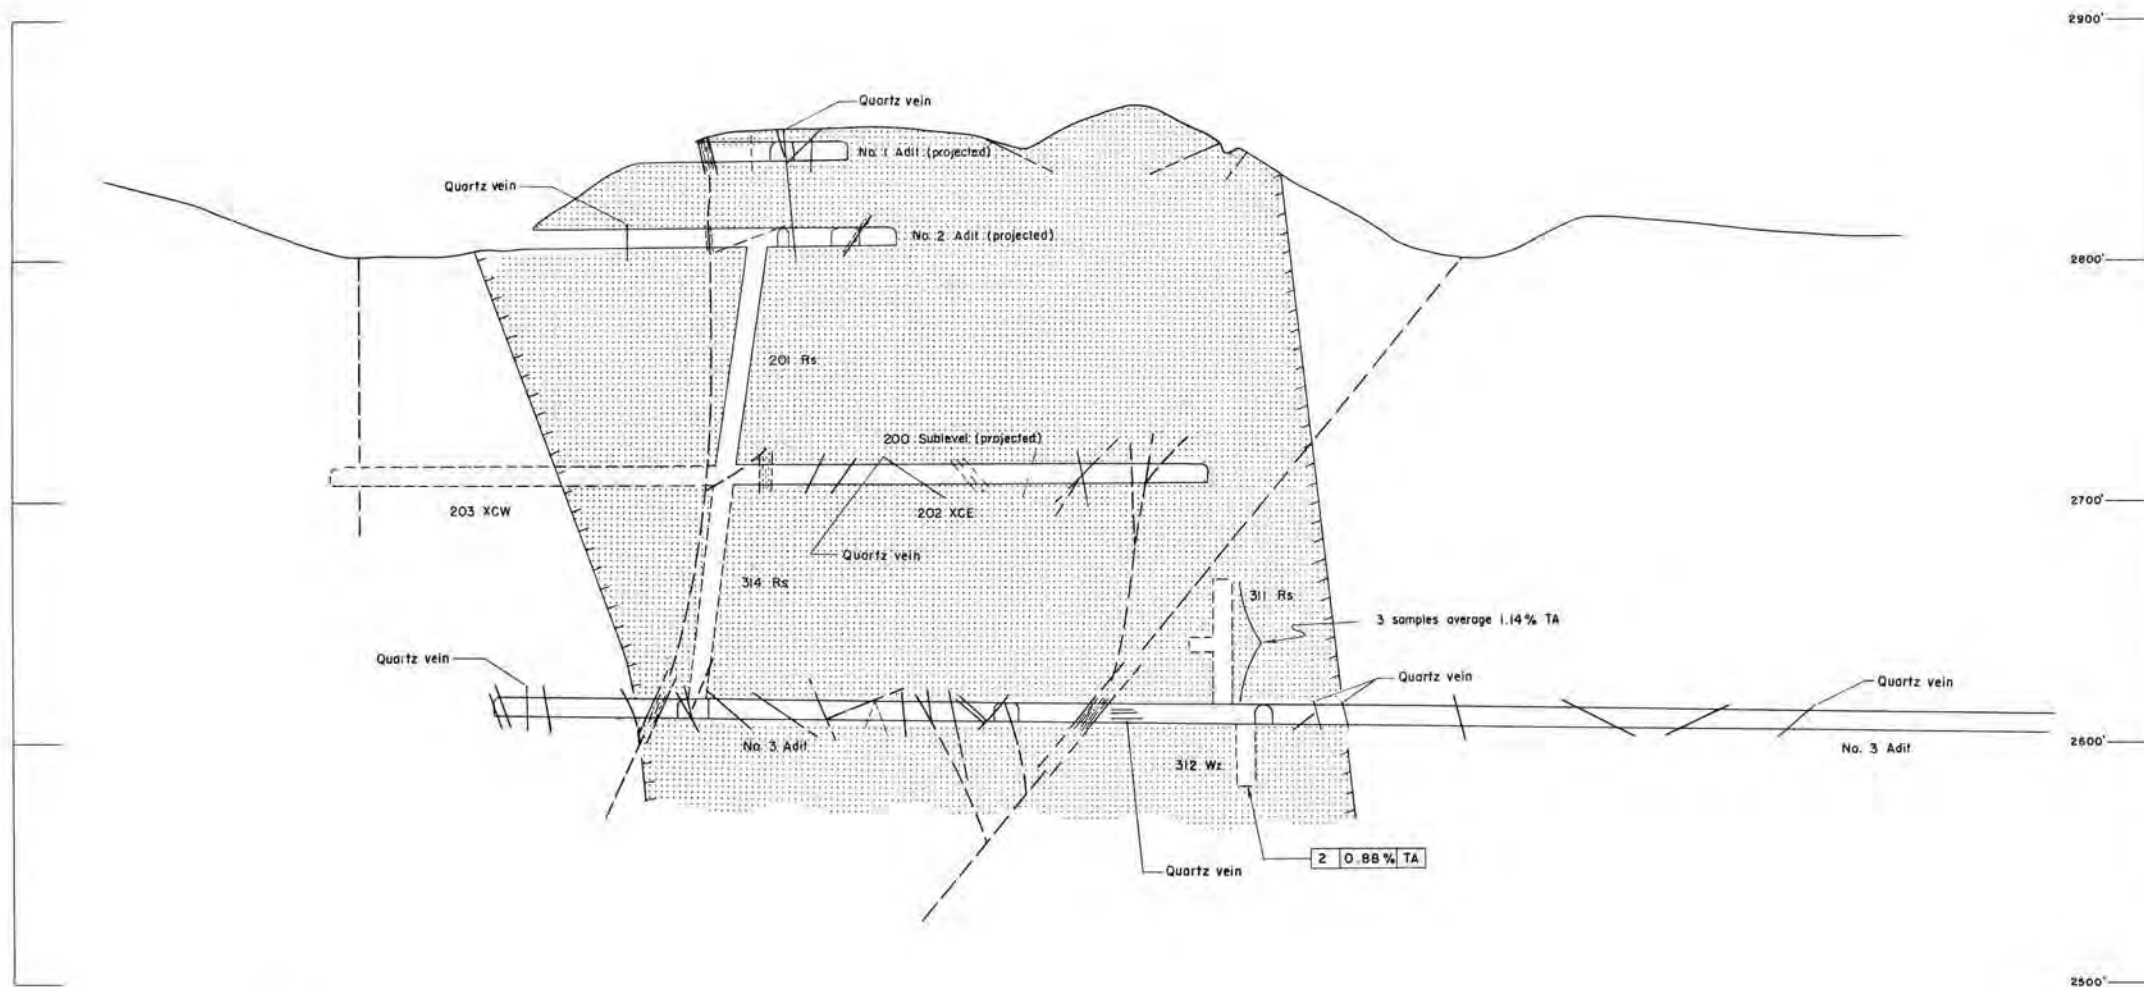 2900'
Quartz vein
No. 1 Adit (projected)
Quartz vein
No. 2 Adit (projected)
2800'
201 Rs
200 Sublevel (projected)
2700'
203 XCW
202 XCE
Quartz vein
314 Rs
311 Rs
3 samples average 1.14% TA
Quartz vein
Quartz vein
Quartz vein
No. 3 Adit
No. 3 Adit
2600'
312 Wz
2 0.88% TA
Quartz vein
2500'